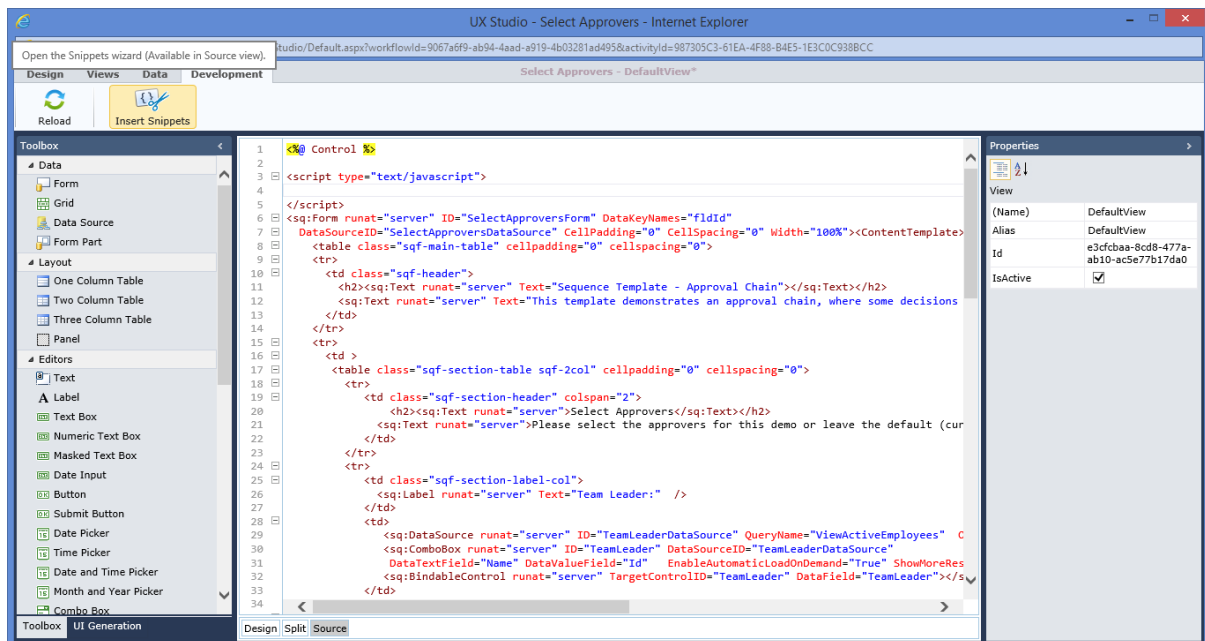 UX Studio - Select Approvers - Internet Explorer
Open the Snippets wizard (Available in Source view).
tudio/Default.aspx?workflowId=9067a6f9-ab94-4aad-a919-4b03281ad495&activityId=987305C3-61EA-4F88-B4E5-1E3C0C938BCC
Design Views Data Development
Select Approvers - DefaultView*
Reload
Insert Snippets
Toolbox
Data
Form
Grid
Data Source
Form Part
Layout
One Column Table
Two Column Table
Three Column Table
Panel
Editors
Text
Label
Text Box
Numeric Text Box
Masked Text Box
Date Input
Button
Submit Button
Date Picker
Time Picker
Date and Time Picker
Month and Year Picker
Combo Box
Toolbox UI Generation
1 <%@ Control %>
2
3 <script type="text/javascript">
4
5 </script>
6 <sq:Form runat="server" ID="SelectApproversForm" DataKeyNames="fldId"
7 DataSourceID="SelectApproversDataSource" CellPadding="0" CellSpacing="0" Width="100%"><ContentTemplate>
8 <table class="sqf-main-table" cellpadding="0" cellspacing="0">
9 <tr>
10 <td class="sqf-header">
11 <h2><sq:Text runat="server" Text="Sequence Template - Approval Chain"></sq:Text></h2>
12 <sq:Text runat="server" Text="This template demonstrates an approval chain, where some decisions
13 </td>
14 </tr>
15 <tr>
16 <td >
17 <table class="sqf-section-table sqf-2col" cellpadding="0" cellspacing="0">
18 <tr>
19 <td class="sqf-section-header" colspan="2">
20 <h2><sq:Text runat="server">Select Approvers</sq:Text></h2>
21 <sq:Text runat="server">Please select the approvers for this demo or leave the default (cur
22 </td>
23 </tr>
24 <tr>
25 <td class="sqf-section-label-col">
26 <sq:Label runat="server" Text="Team Leader:" />
27 </td>
28 <td>
29 <sq:DataSource runat="server" ID="TeamLeaderDataSource" QueryName="ViewActiveEmployees"
30 <sq:ComboBox runat="server" ID="TeamLeader" DataSourceID="TeamLeaderDataSource"
31 DataTextField="Name" DataValueField="Id" EnableAutomaticLoadOnDemand="True" ShowMoreRes
32 <sq:BindableControl runat="server" TargetControlID="TeamLeader" DataField="TeamLeader"></s
33 </td>
34
Design Split Source
Properties
View
(Name) DefaultView
Alias DefaultView
Id e3cfcbaa-8cd8-477a-
ab10-ac5e77b17da0
IsActive